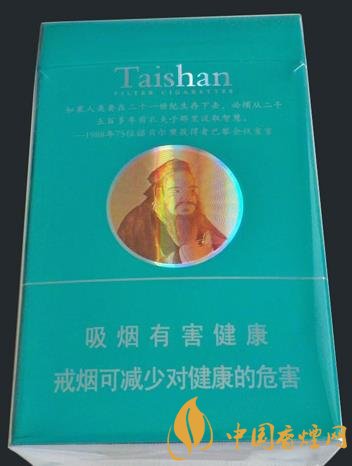 Taishan
FILTER CIGARETTES
如果人类要在二十一世纪生存下去,必须从二千
五百多年前孔夫子那里汲取智慧。
—1988年75位诺贝尔奖获得者巴黎会议宣言
吸烟有害健康
戒烟可减少对健康的危害
中国香烟网